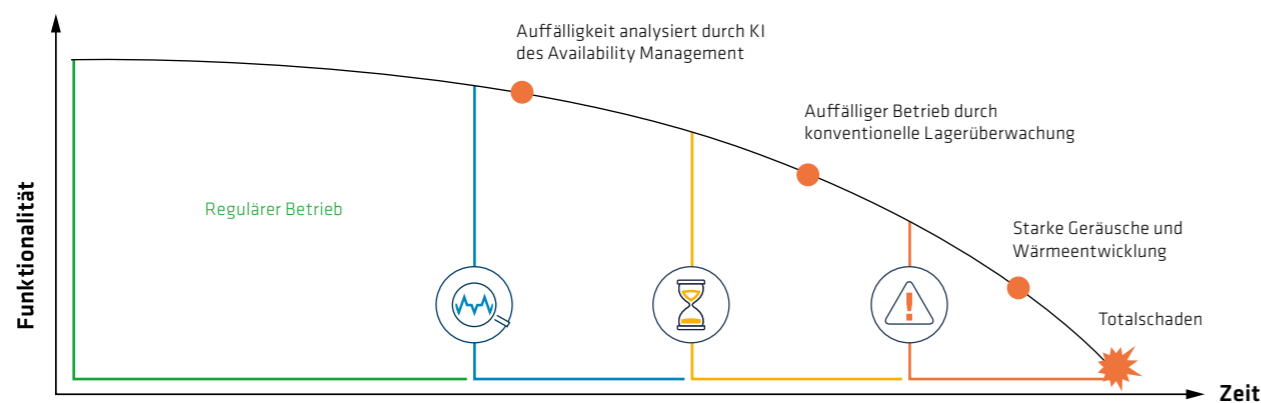 Auffälligkeit analysiert durch KI
des Availability Management
Auffälliger Betrieb durch
konventionelle Lagerüberwachung
Regulärer Betrieb
Starke Geräusche und
Wärmeentwicklung
Totalschaden
Funktionalität
Zeit